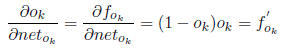 ∂o_k/∂net_{o_k} = ∂f_{o_k}/∂net_{o_k} = (1 − o_k)o_k = f'_{o_k}